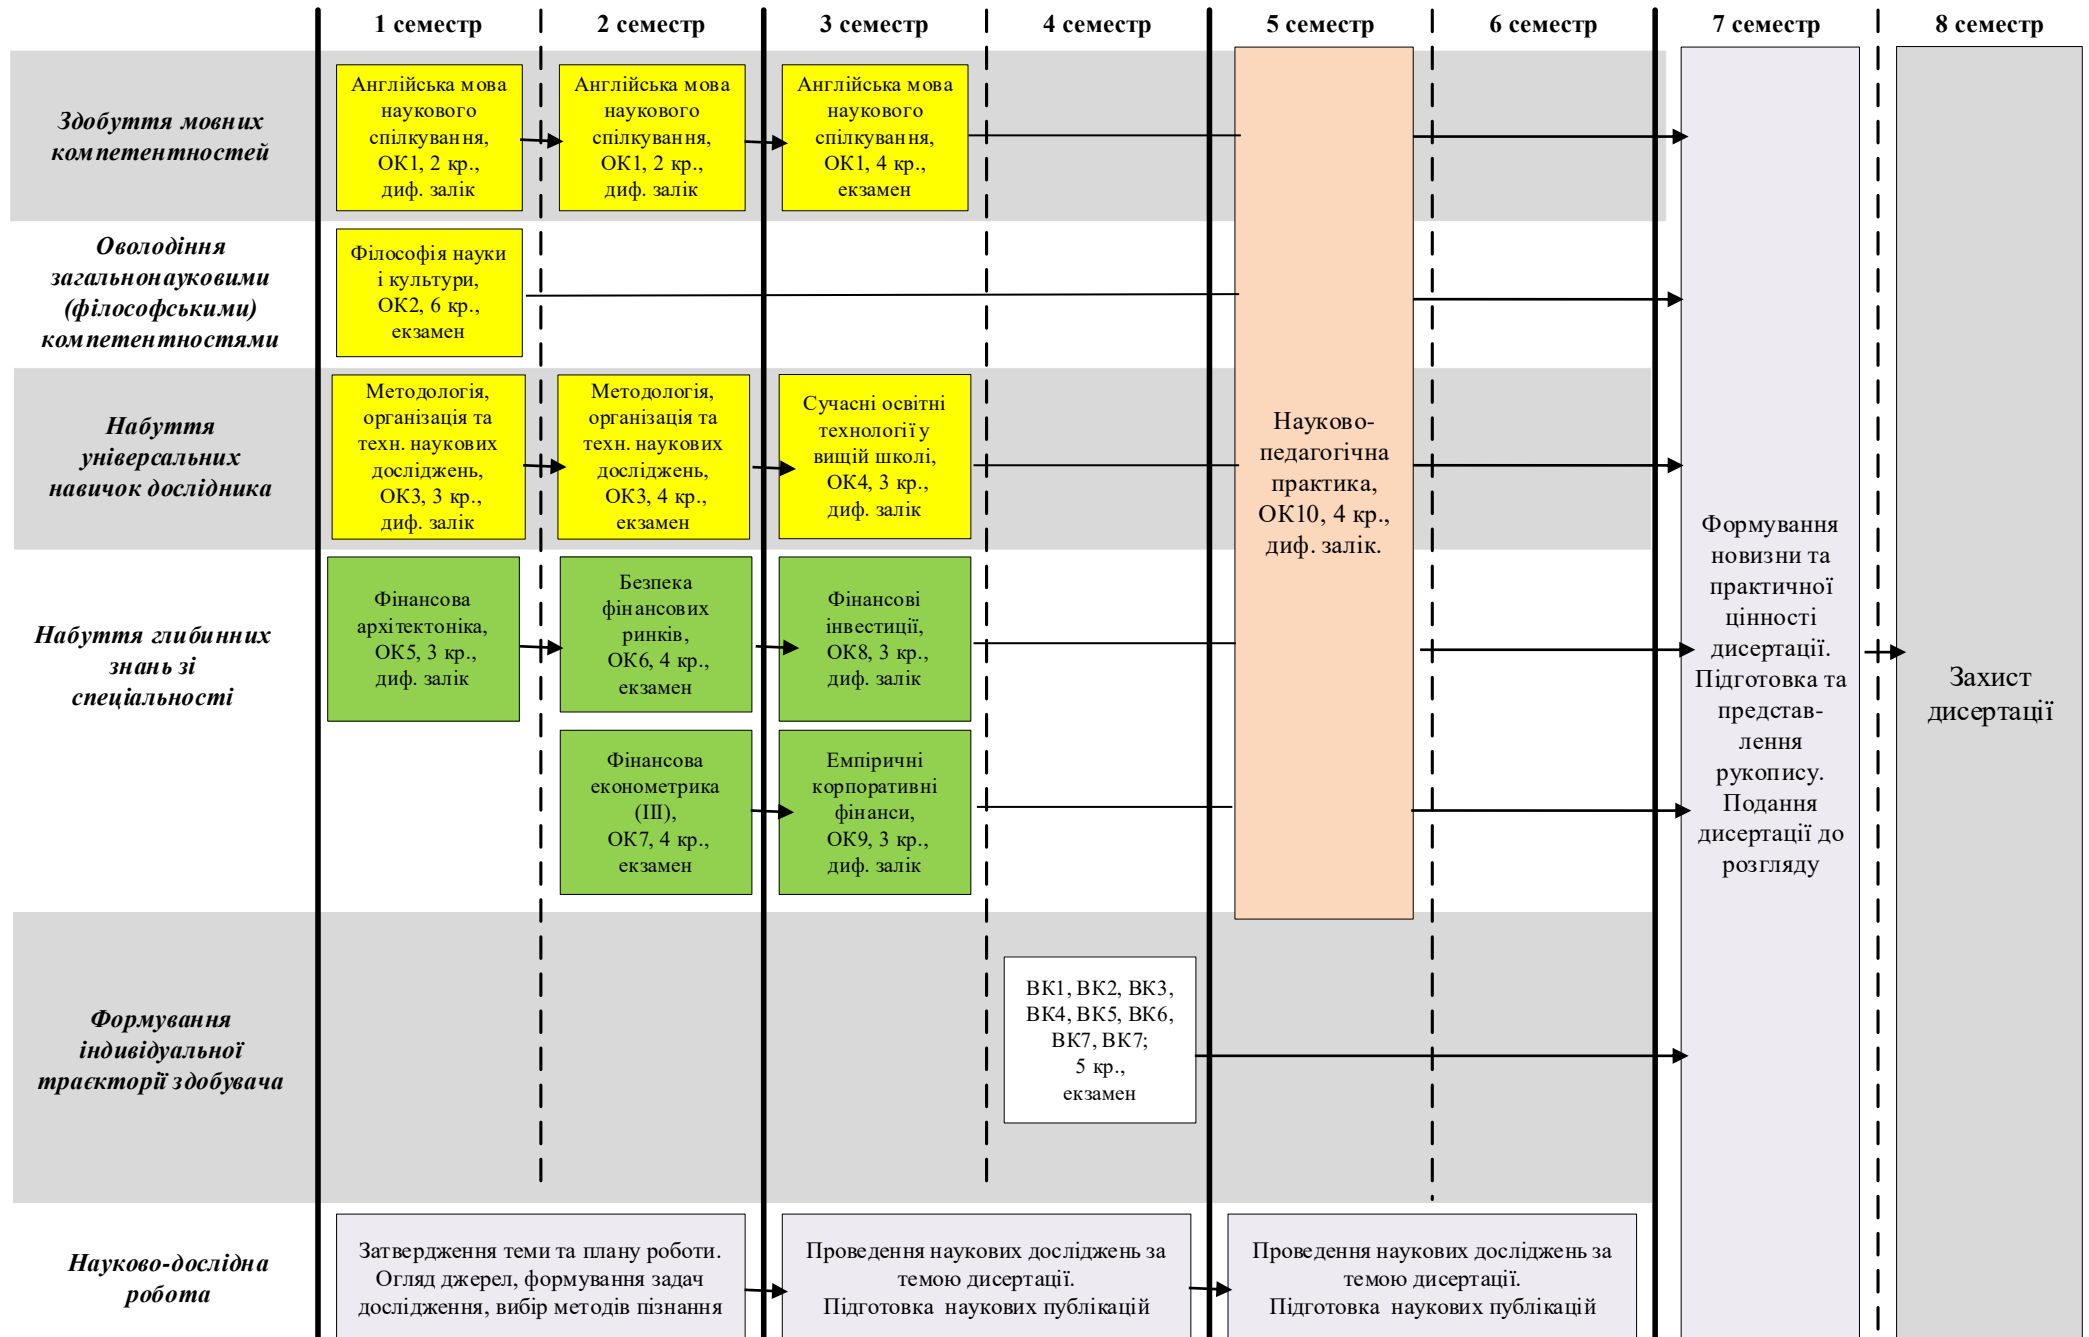 1 семестр
2 семестр
3 семестр
4 семестр
5 семестр
6 семестр
7 семестр
8 семестр
Здобуття мовних
компетентностей
Англійська мова
наукового
спілкування,
ОК1, 2 кр.,
диф. залік
Англійська мова
наукового
спілкування,
ОК1, 2 кр.,
диф. залік
Англійська мова
наукового
спілкування,
ОК1, 4 кр.,
екзамен
Оволодіння
загальнонауковими
(філософськими)
компетентностями
Філософія науки
і культури,
ОК2, 6 кр.,
екзамен
Набуття
універсальних
навичок дослідника
Методологія,
організація та
техн. наукових
досліджень,
ОК3, 3 кр.,
диф. залік
Методологія,
організація та
техн. наукових
досліджень,
ОК3, 4 кр.,
екзамен
Сучасні освітні
технології у
вищій школі,
ОК4, 3 кр.,
диф. залік
Науково-
педагогічна
практика,
ОК10, 4 кр.,
диф. залік.
Набуття глибинних
знань зі
спеціальності
Фінансова
архітектоніка,
ОК5, 3 кр.,
диф. залік
Безпека
фінансових
ринків,
ОК6, 4 кр.,
екзамен
Фінансові
інвестиції,
ОК8, 3 кр.,
диф. залік
Фінансова
економетрика
(ІІІ),
ОК7, 4 кр.,
екзамен
Емпіричні
корпоративні
фінанси,
ОК9, 3 кр.,
диф. залік
Формування
новизни та
практичної
цінності
дисертації.
Підготовка та
представ-
лення
рукопису.
Подання
дисертації до
розгляду
Захист
дисертації
Формування
індивідуальної
траєкторії здобувача
ВК1, ВК2, ВК3,
ВК4, ВК5, ВК6,
ВК7, ВК7;
5 кр.,
екзамен
Науково-дослідна
робота
Затвердження теми та плану роботи.
Огляд джерел, формування задач
дослідження, вибір методів пізнання
Проведення наукових досліджень за
темою дисертації.
Підготовка наукових публікацій
Проведення наукових досліджень за
темою дисертації.
Підготовка наукових публікацій